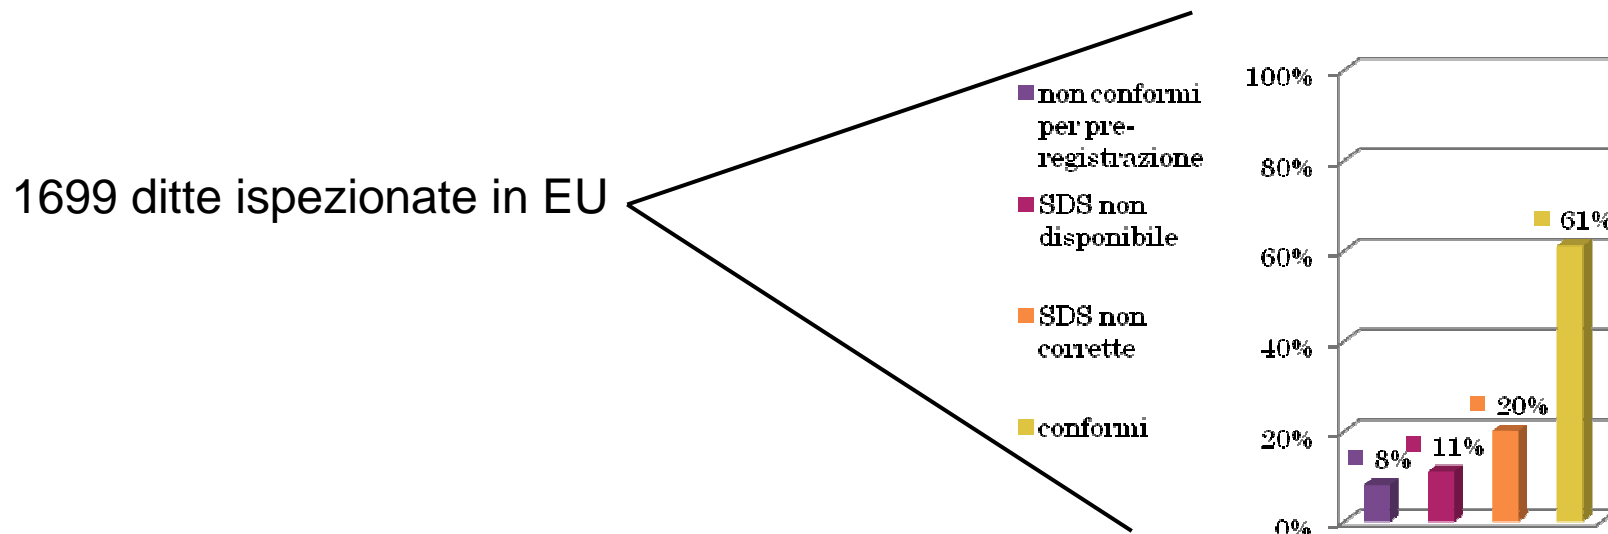 1699 ditte ispezionate in EU
non conformi
per pre-
registrazione
SDS non
disponibile
SDS non
corrette
conformi
100%
80%
60%
40%
20%
0%
8%
11%
20%
61%